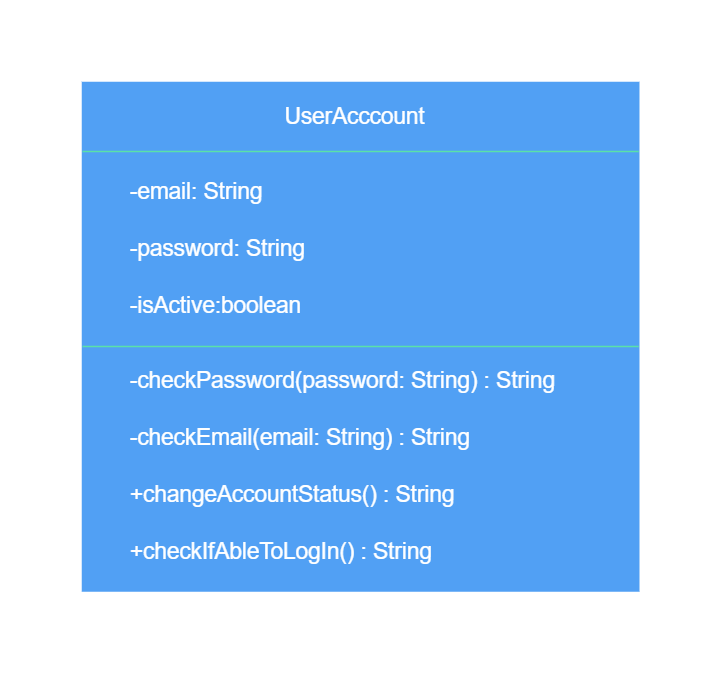 UserAcccount
-email: String
-password: String
-isActive:boolean
-checkPassword(password: String) : String
-checkEmail(email: String) : String
+changeAccountStatus() : String
+checkIfAbleToLogIn() : String